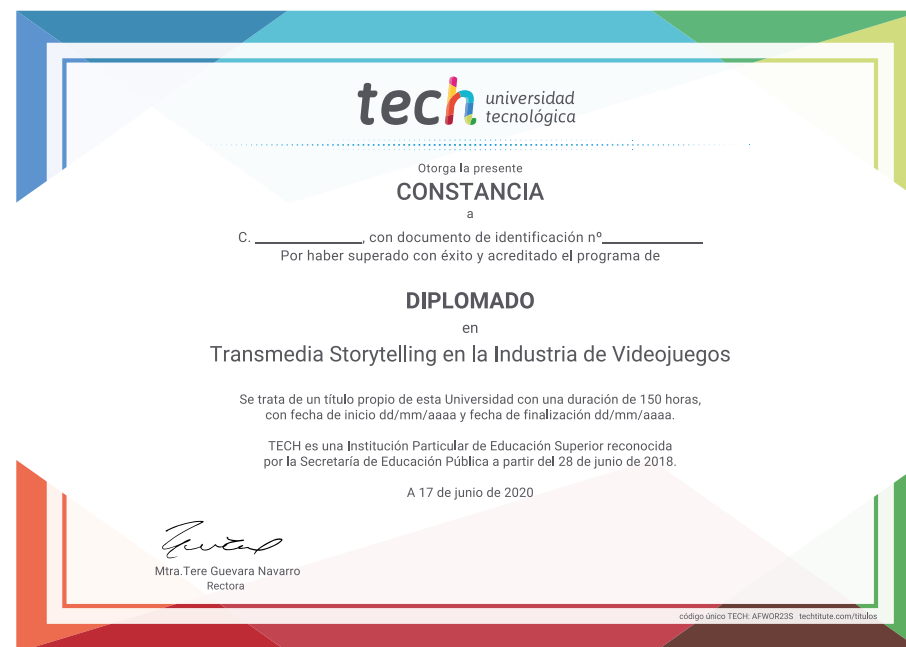 tech universidad
tecnológica
Otorga la presente
CONSTANCIA
a
C. ____________, con documento de identificación nº____________
Por haber superado con éxito y acreditado el programa de
DIPLOMADO
en
Transmedia Storytelling en la Industria de Videojuegos
Se trata de un título propio de esta Universidad con una duración de 150 horas,
con fecha de inicio dd/mm/aaaa y fecha de finalización dd/mm/aaaa.
TECH es una Institución Particular de Educación Superior reconocida
por la Secretaría de Educación Pública a partir del 28 de junio de 2018.
A 17 de junio de 2020
Mtra.Tere Guevara Navarro
Rectora
código único TECH: AFWOR23S techtitute.com/titulos